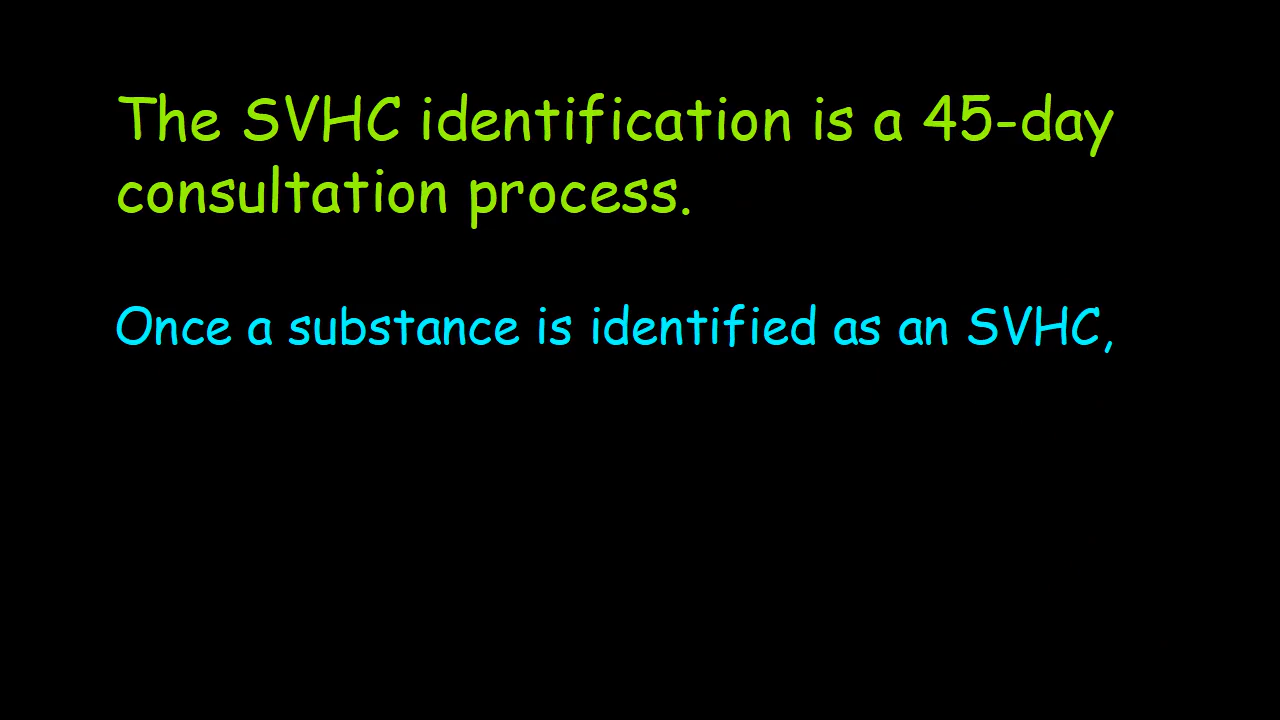 The SVHC identification is a 45-day
consultation process.
Once a substance is identified as an SVHC,